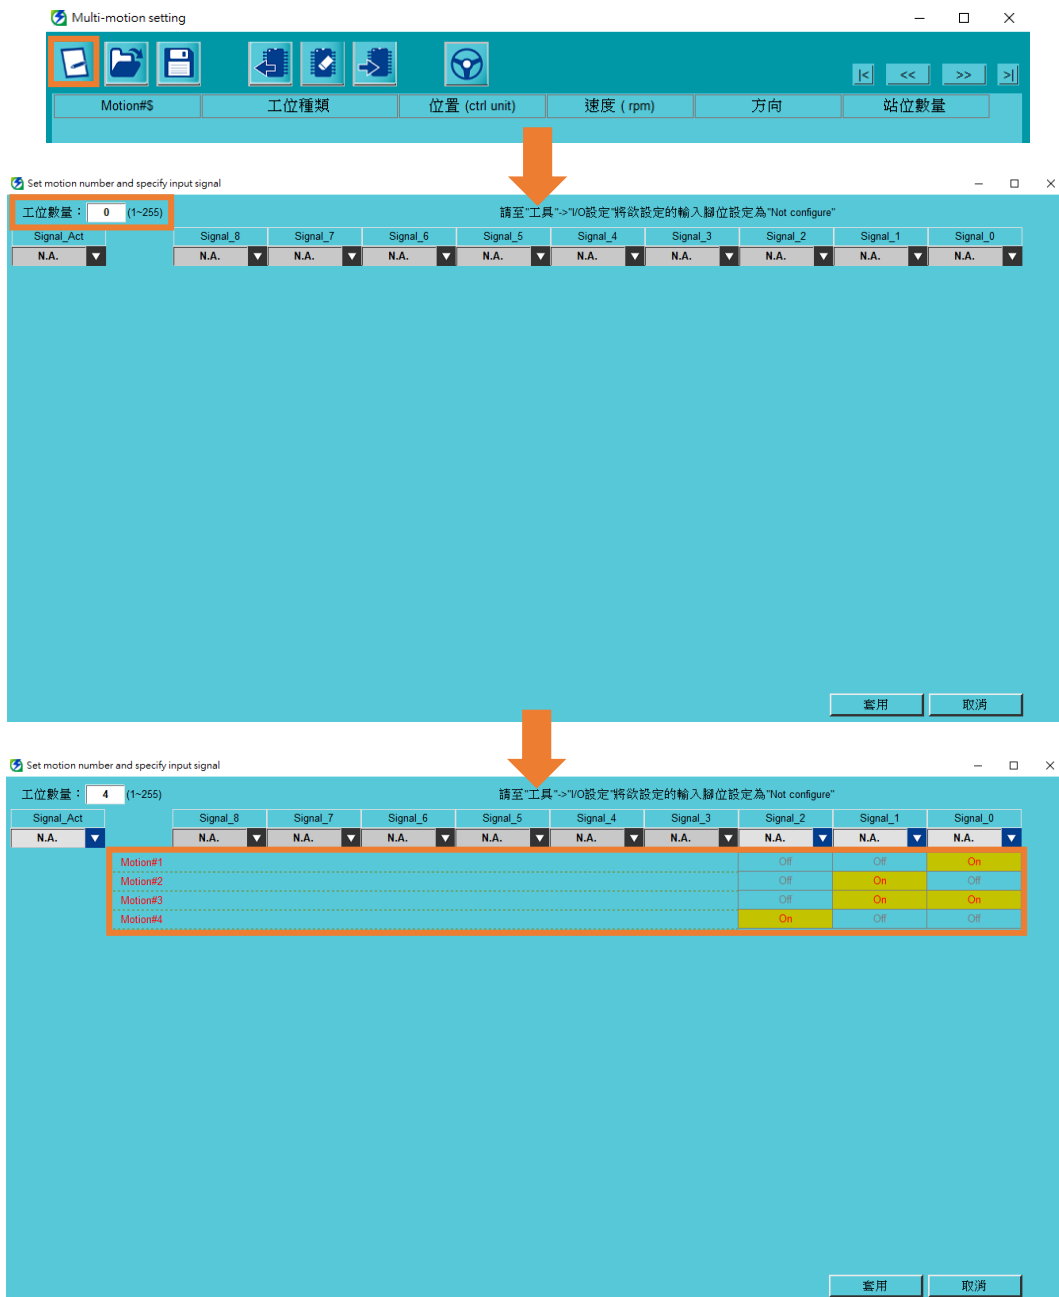 Multi-motion setting
|< << >> >|
Motion#$ 工位種類 位置 (ctrl unit) 速度 ( rpm) 方向 站位數量
Set motion number and specify input signal
工位數量： 0 (1~255) 請至"工具"->"I/O設定"將欲設定的輸入腳位設定為"Not configure"
Signal_Act Signal_8 Signal_7 Signal_6 Signal_5 Signal_4 Signal_3 Signal_2 Signal_1 Signal_0
N.A. N.A. N.A. N.A. N.A. N.A. N.A. N.A. N.A. N.A.
套用 取消
Set motion number and specify input signal
工位數量： 4 (1~255) 請至"工具"->"I/O設定"將欲設定的輸入腳位設定為"Not configure"
Signal_Act Signal_8 Signal_7 Signal_6 Signal_5 Signal_4 Signal_3 Signal_2 Signal_1 Signal_0
N.A. N.A. N.A. N.A. N.A. N.A. N.A. N.A. N.A. N.A.
Motion#1 Off Off On
Motion#2 Off On Off
Motion#3 Off On On
Motion#4 On Off Off
套用 取消